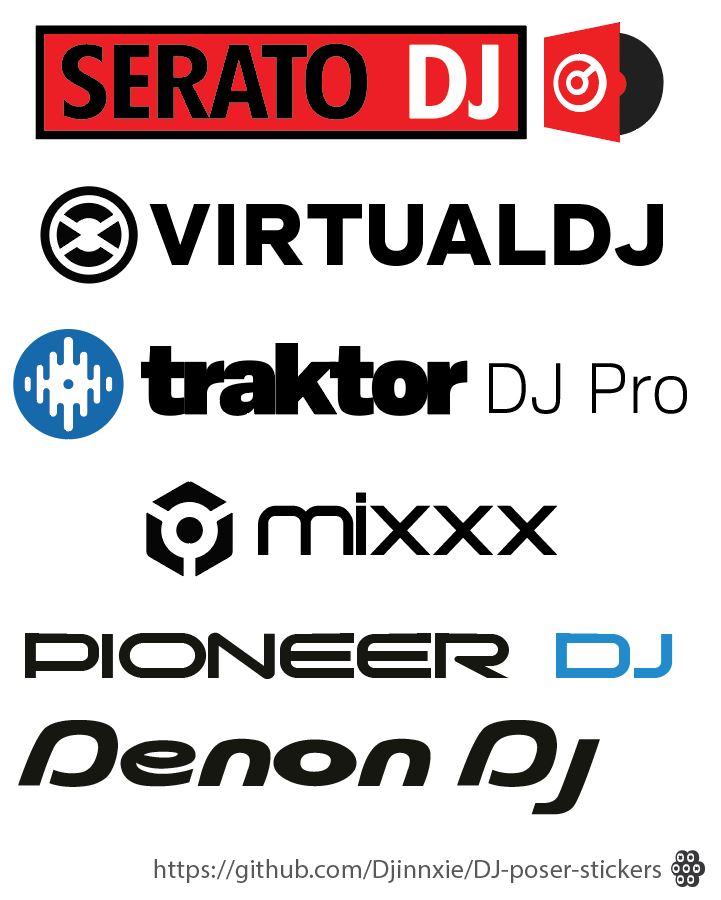 SERATO DJ
VIRTUALDJ
traktor DJ Pro
mixxx
PIONEER DJ
Denon DJ
https://github.com/Djinnxie/DJ-poser-stickers